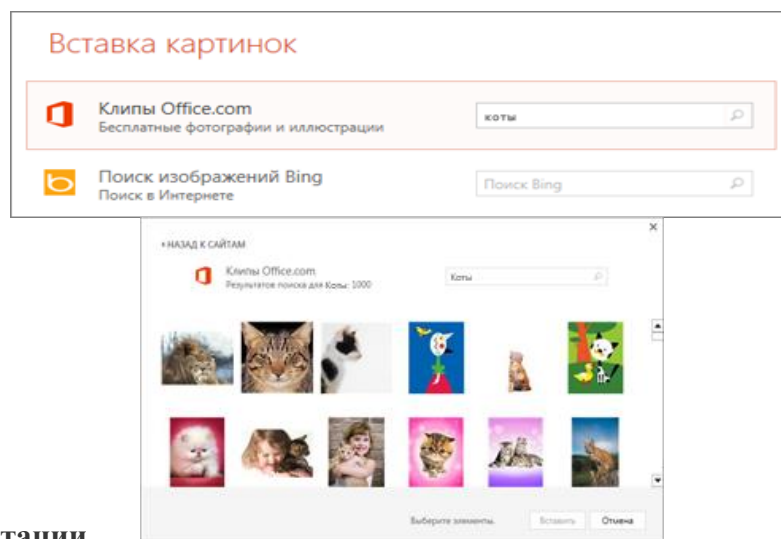 Вставка картинок
Клипы Office.com
Бесплатные фотографии и иллюстрации
коты
Поиск изображений Bing
Поиск в Интернете
Поиск Bing
НАЗАД К САЙТАМ
Клипы Office.com
Результатов поиска для Коты: 1000
Коты
Выберите элементы.
Вставить
Отмена
тации